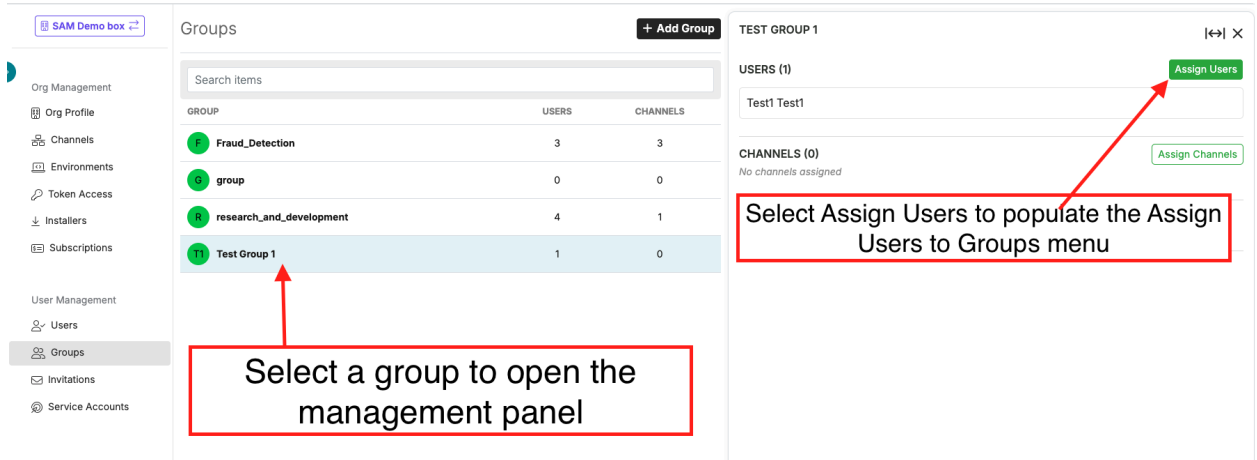 SAM Demo box
Org Management
Org Profile
Channels
Environments
Token Access
Installers
Subscriptions
User Management
Users
Groups
Invitations
Service Accounts
Groups
+ Add Group
Search items
GROUP USERS CHANNELS
F Fraud_Detection 3 3
G group 0 0
R research_and_development 4 1
T1 Test Group 1 1 0
Select a group to open the
management panel
TEST GROUP 1
USERS (1) Assign Users
Test1 Test1
CHANNELS (0) Assign Channels
No channels assigned
Select Assign Users to populate the Assign
Users to Groups menu